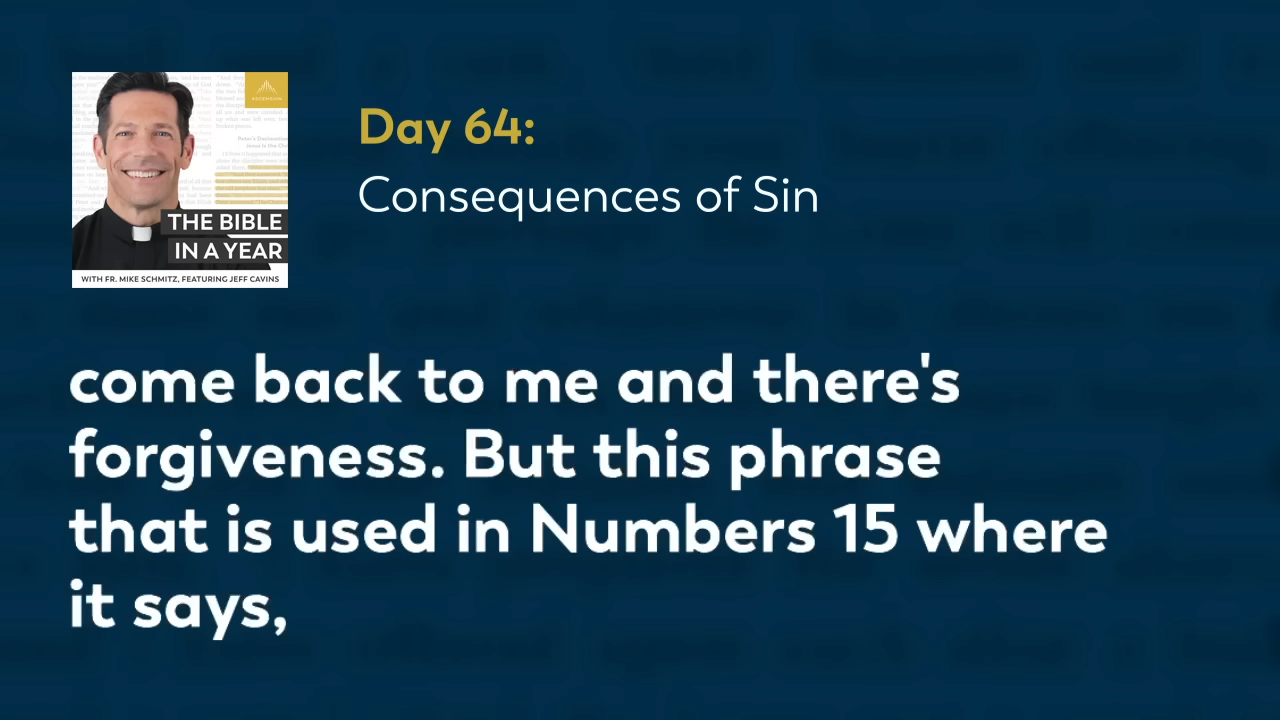 ASCENSION
THE BIBLE
IN A YEAR
WITH FR. MIKE SCHMITZ, FEATURING JEFF CAVINS
Day 64:
Consequences of Sin
come back to me and there's
forgiveness. But this phrase
that is used in Numbers 15 where
it says,